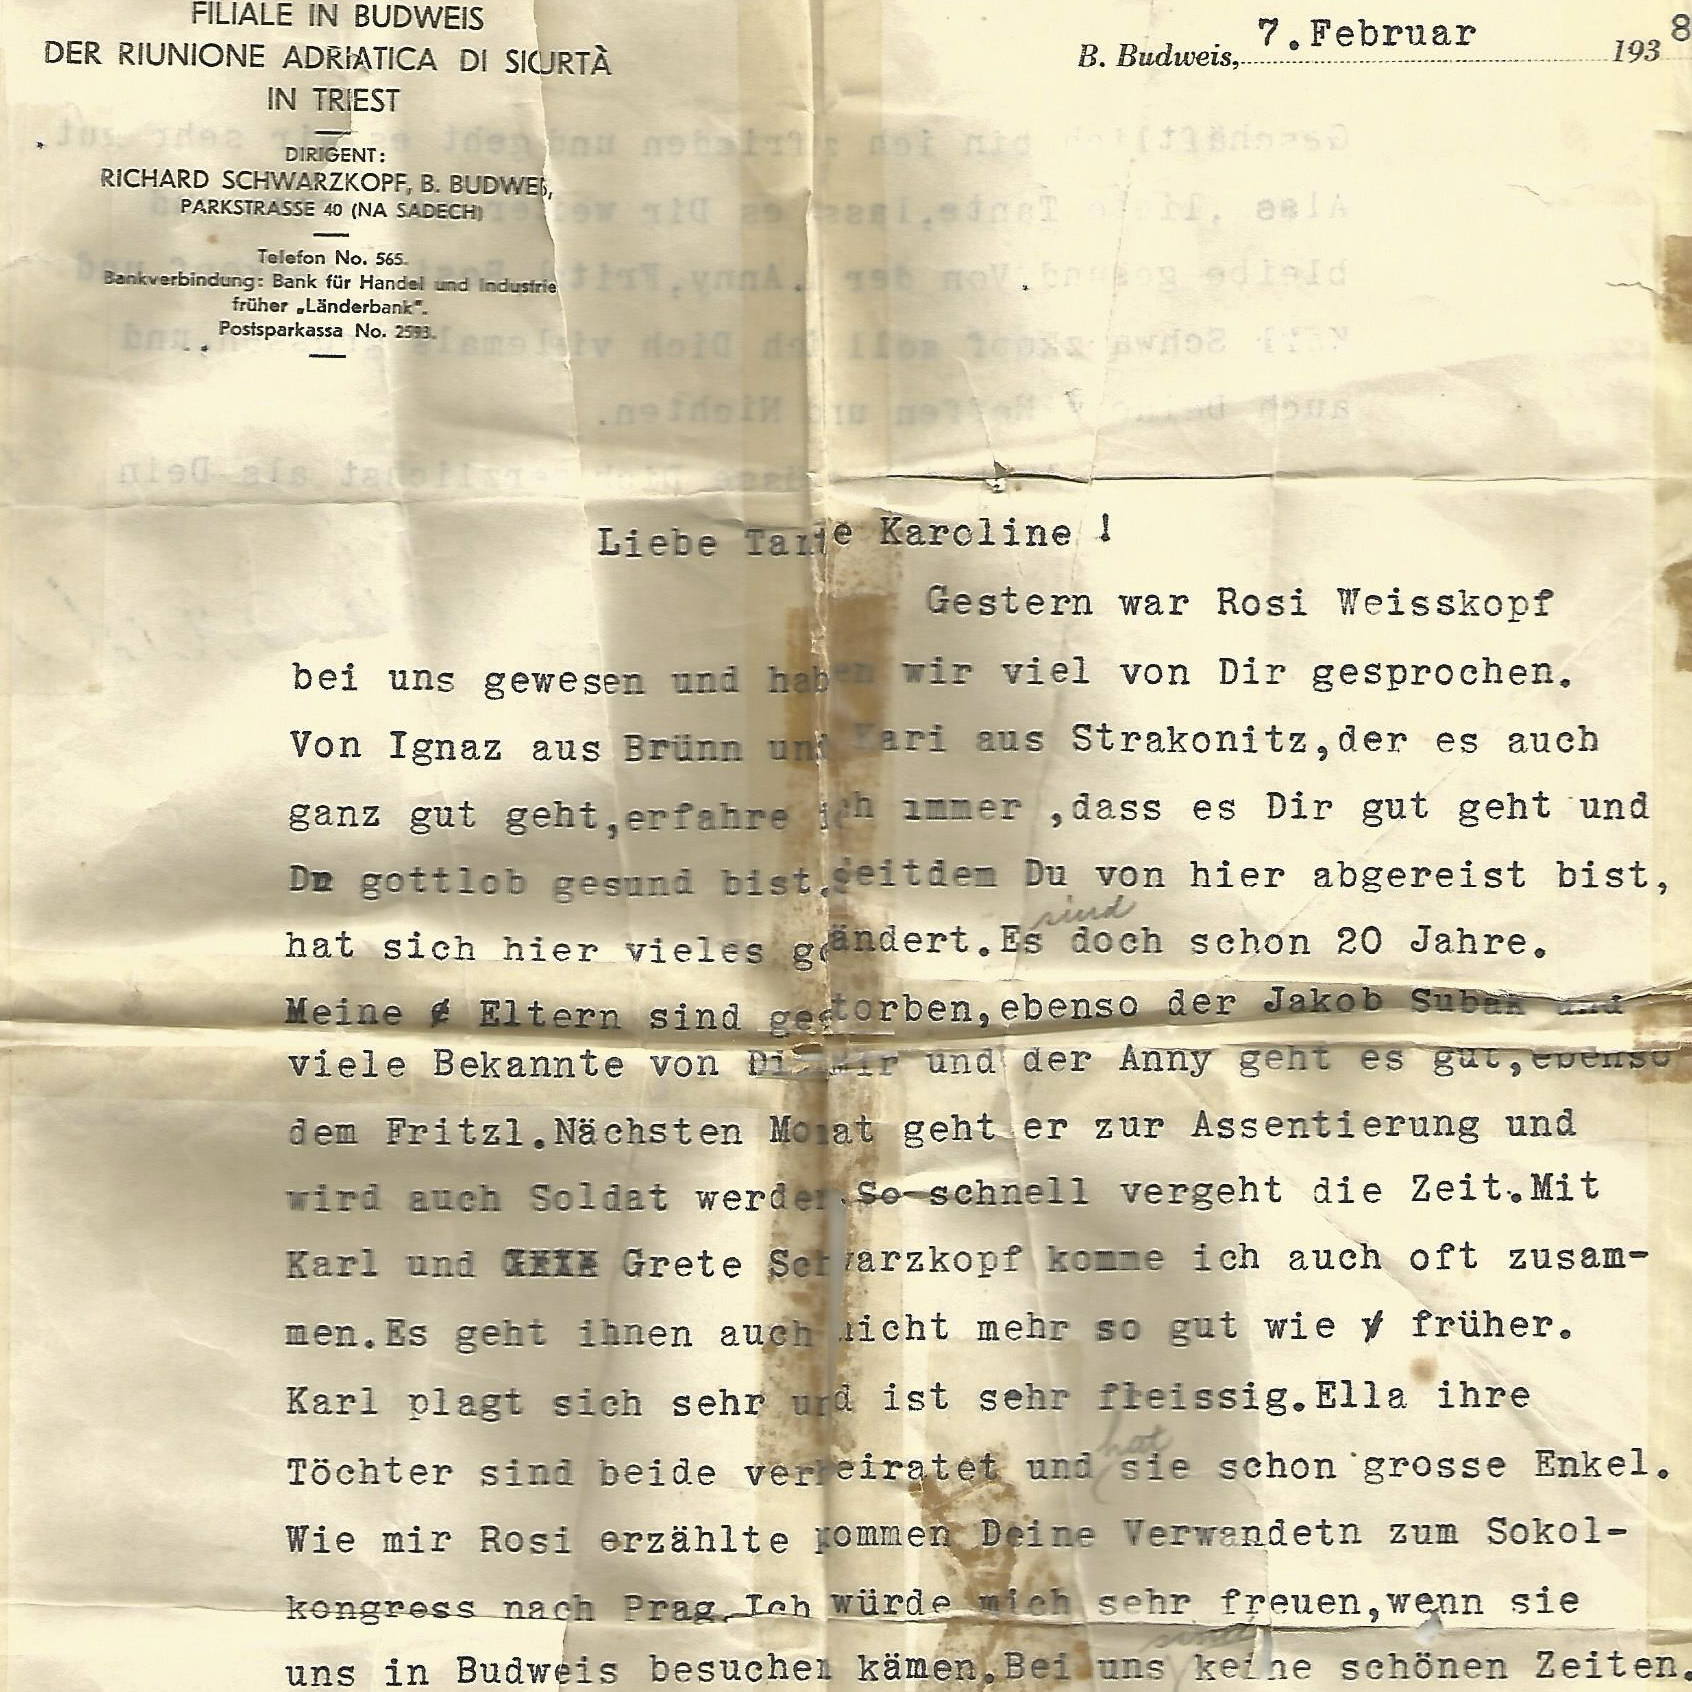 FILIALE IN BUDWEIS
DER RIUNIONE ADRIATICA DI SICURTÀ
IN TRIEST
DIRIGENT:
RICHARD SCHWARZKOPF, B. BUDWEIS,
PARKSTRASSE 40 (NA SADECH)
Telefon No. 565.
Bankverbindung: Bank für Handel und Industrie
früher „Länderbank".
Postsparkassa No. 2593.
B. Budweis, 7.Februar 1938
Liebe Tante Karoline !
Gestern war Rosi Weisskopf
bei uns gewesen und haben wir viel von Dir gesprochen.
Von Ignaz aus Brünn und Kari aus Strakonitz,der es auch
ganz gut geht,erfahre ich immer ,dass es Dir gut geht und
Du gottlob gesund bist.Seitdem Du von hier abgereist bist,
sind
hat sich hier vieles geändert.Es doch schon 20 Jahre.
Meine Eltern sind gestorben,ebenso der Jakob und
viele Bekannte von Mir und der Anny geht es gut,ebenso
dem Fritzl.Nächsten Monat geht er zur Assentierung und
wird auch Soldat werden.So schnell vergeht die Zeit.Mit
Karl und Grete Schwarzkopf komme ich auch oft zusam-
men.Es geht ihnen auch nicht mehr so gut wie früher.
Karl plagt sich sehr und ist sehr fleissig.Ella ihre
hat
Töchter sind beide verheiratet und sie schon grosse Enkel.
Wie mir Rosi erzählte kommen Deine Verwandetn zum Sokol-
kongress nach Prag.Ich würde mich sehr freuen,wenn sie
sind
uns in Budweis besuchen kämen.Bei uns keine schönen Zeiten.